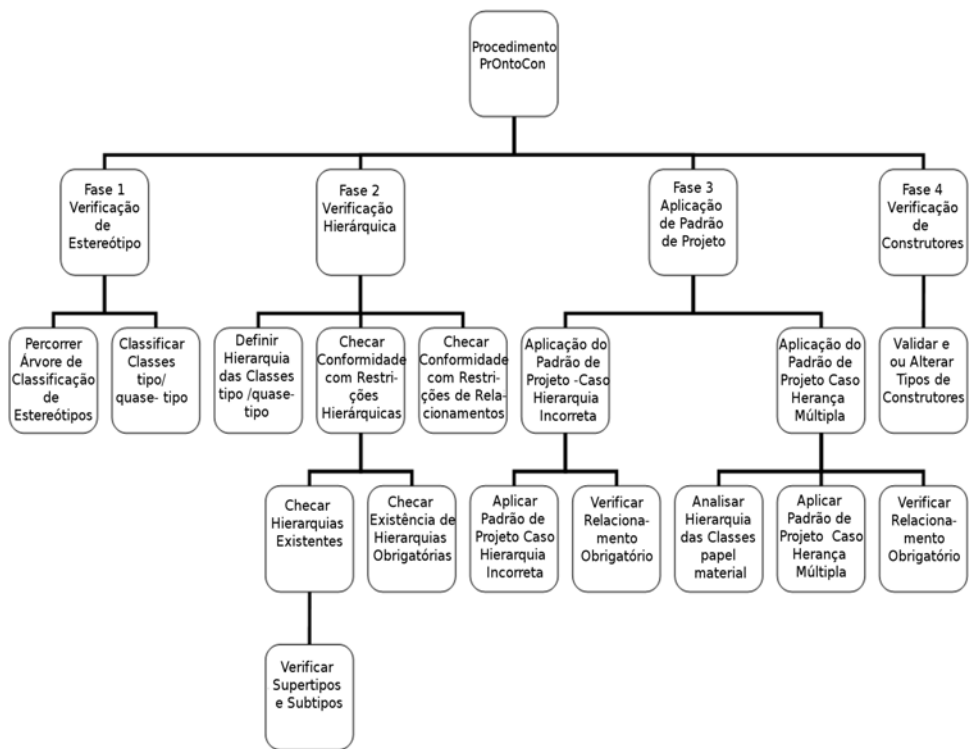 Procedimento
PrOntoCon
Fase 1
Verificação
de
Estereótipo
Fase 2
Verificação
Hierárquica
Fase 3
Aplicação
de Padrão
de Projeto
Fase 4
Verificação
de
Construtores
Percorrer
Árvore de
Classificação
de
Estereótipos
Classificar
Classes
tipo/
quase- tipo
Definir
Hierarquia
das Classes
tipo /quase-
tipo
Checar
Conformidade
com Restri-
ções
Hierárquicas
Checar
Conformidade
com Restri-
ções de Rela-
cionamentos
Aplicação do
Padrão de
Projeto -Caso
Hierarquia
Incorreta
Aplicação do
Padrão de
Projeto Caso
Herança
Múltipla
Validar e
ou Alterar
Tipos de
Construtores
Checar
Hierarquias
Existentes
Checar
Existência de
Hierarquias
Obrigatórias
Aplicar
Padrão de
Projeto Caso
Hierarquia
Incorreta
Verificar
Relaciona-
mento
Obrigatório
Analisar
Hierarquia
das Classes
papel
material
Aplicar
Padrão de
Projeto Caso
Herança
Múltipla
Verificar
Relaciona-
mento
Obrigatório
Verificar
Supertipos
e Subtipos